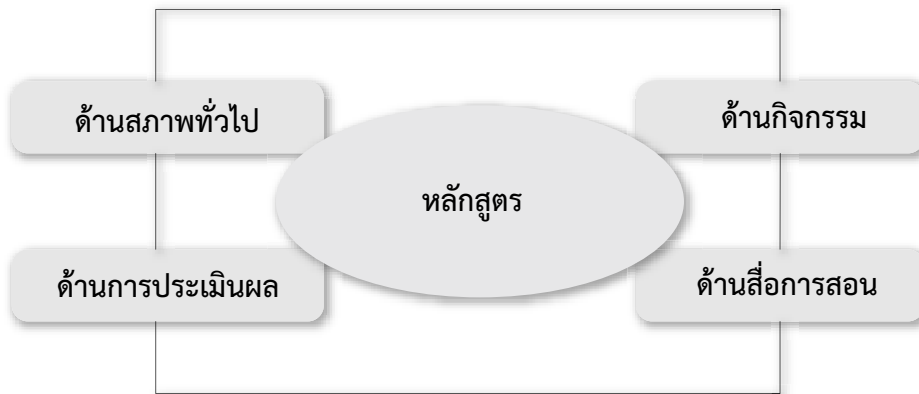 ด้านสภาพทั่วไป
ด้านกิจกรรม
หลักสูตร
ด้านการประเมินผล
ด้านสื่อการสอน